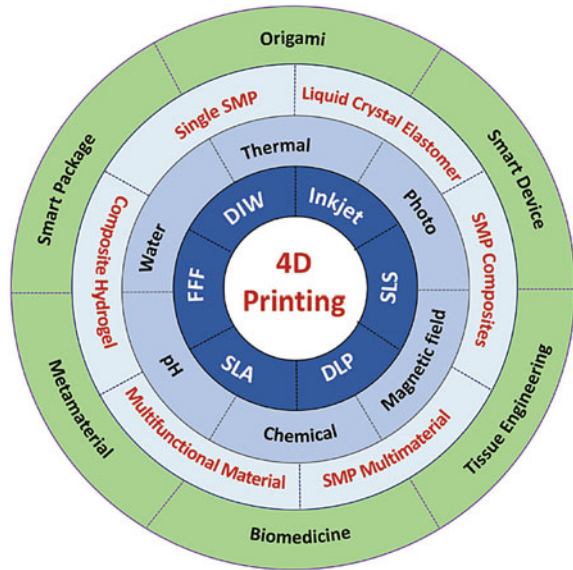 4D
Printing
DIW
Inkjet
SLS
DLP
SLA
FFF
Thermal
Photo
Magnetic field
Chemical
pH
Water
Single SMP
Liquid Crystal Elastomer
SMP Composites
SMP Multimaterial
Multifunctional Material
Composite Hydrogel
Origami
Smart Device
Tissue Engineering
Biomedicine
Metamaterial
Smart Package